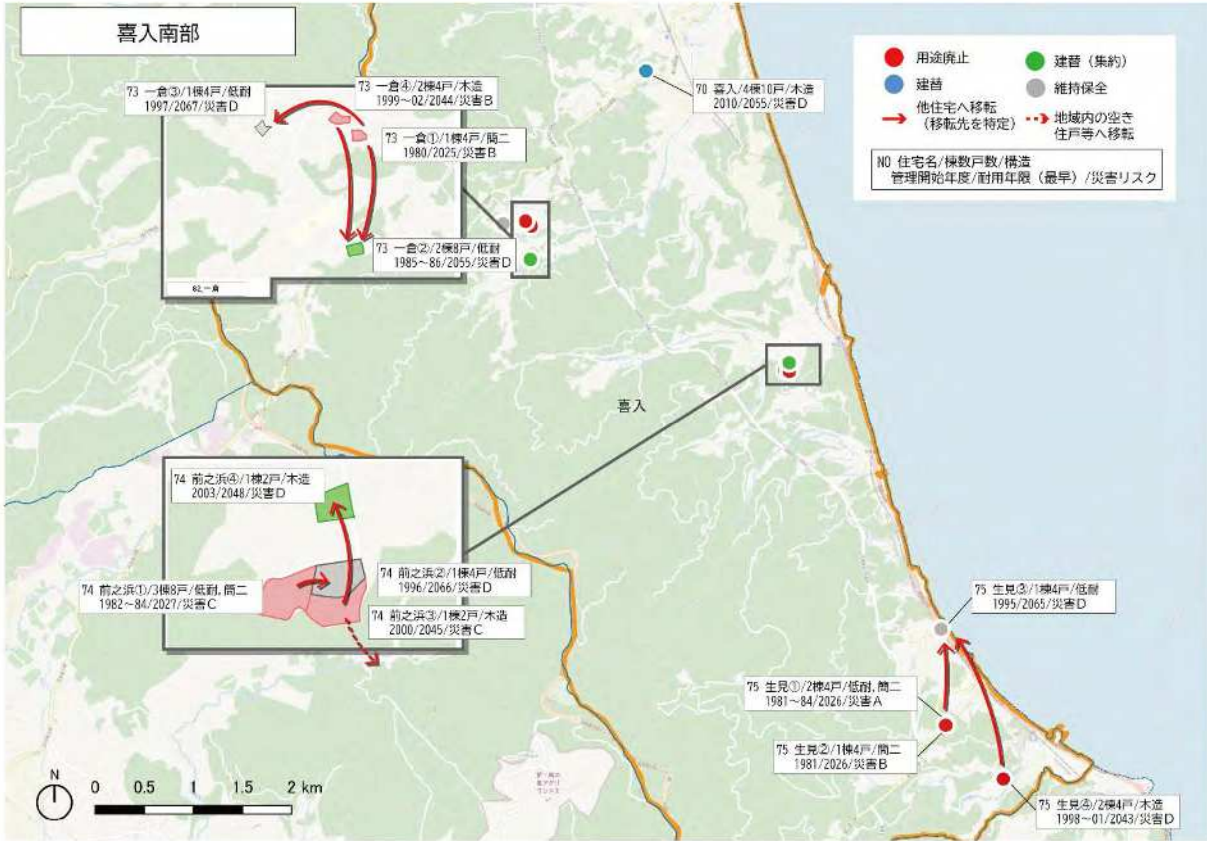 喜入南部
用途廃止
建替（集約）
建替
維持保全
他住宅へ移転
（移転先を特定）
地域内の空き
住戸等へ移転
NO 住宅名/棟数戸数/構造
管理開始年度/耐用年限（最早）/災害リスク
73 一倉③/1棟4戸/低耐
1997/2067/災害D
73 一倉④/2棟4戸/木造
1999～02/2044/災害B
73 一倉①/1棟4戸/簡二
1980/2025/災害B
73 一倉②/2棟8戸/低耐
1985～86/2055/災害D
82_一倉
70 喜入/4棟10戸/木造
2010/2055/災害D
喜入
74 前之浜④/1棟2戸/木造
2003/2048/災害D
74 前之浜①/3棟8戸/低耐,簡二
1982～84/2027/災害C
74 前之浜②/1棟4戸/低耐
1996/2066/災害D
74 前之浜③/1棟2戸/木造
2000/2045/災害C
75 生見③/1棟4戸/低耐
1995/2065/災害D
75 生見①/2棟4戸/低耐,簡二
1981～84/2026/災害A
75 生見②/1棟4戸/簡二
1981/2026/災害B
75 生見④/2棟4戸/木造
1998～01/2043/災害D
N
0 0.5 1 1.5 2 km